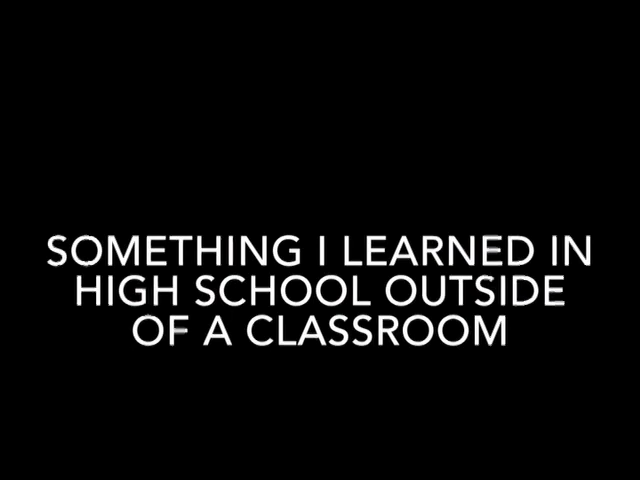 SOMETHING I LEARNED IN
HIGH SCHOOL OUTSIDE
OF A CLASSROOM